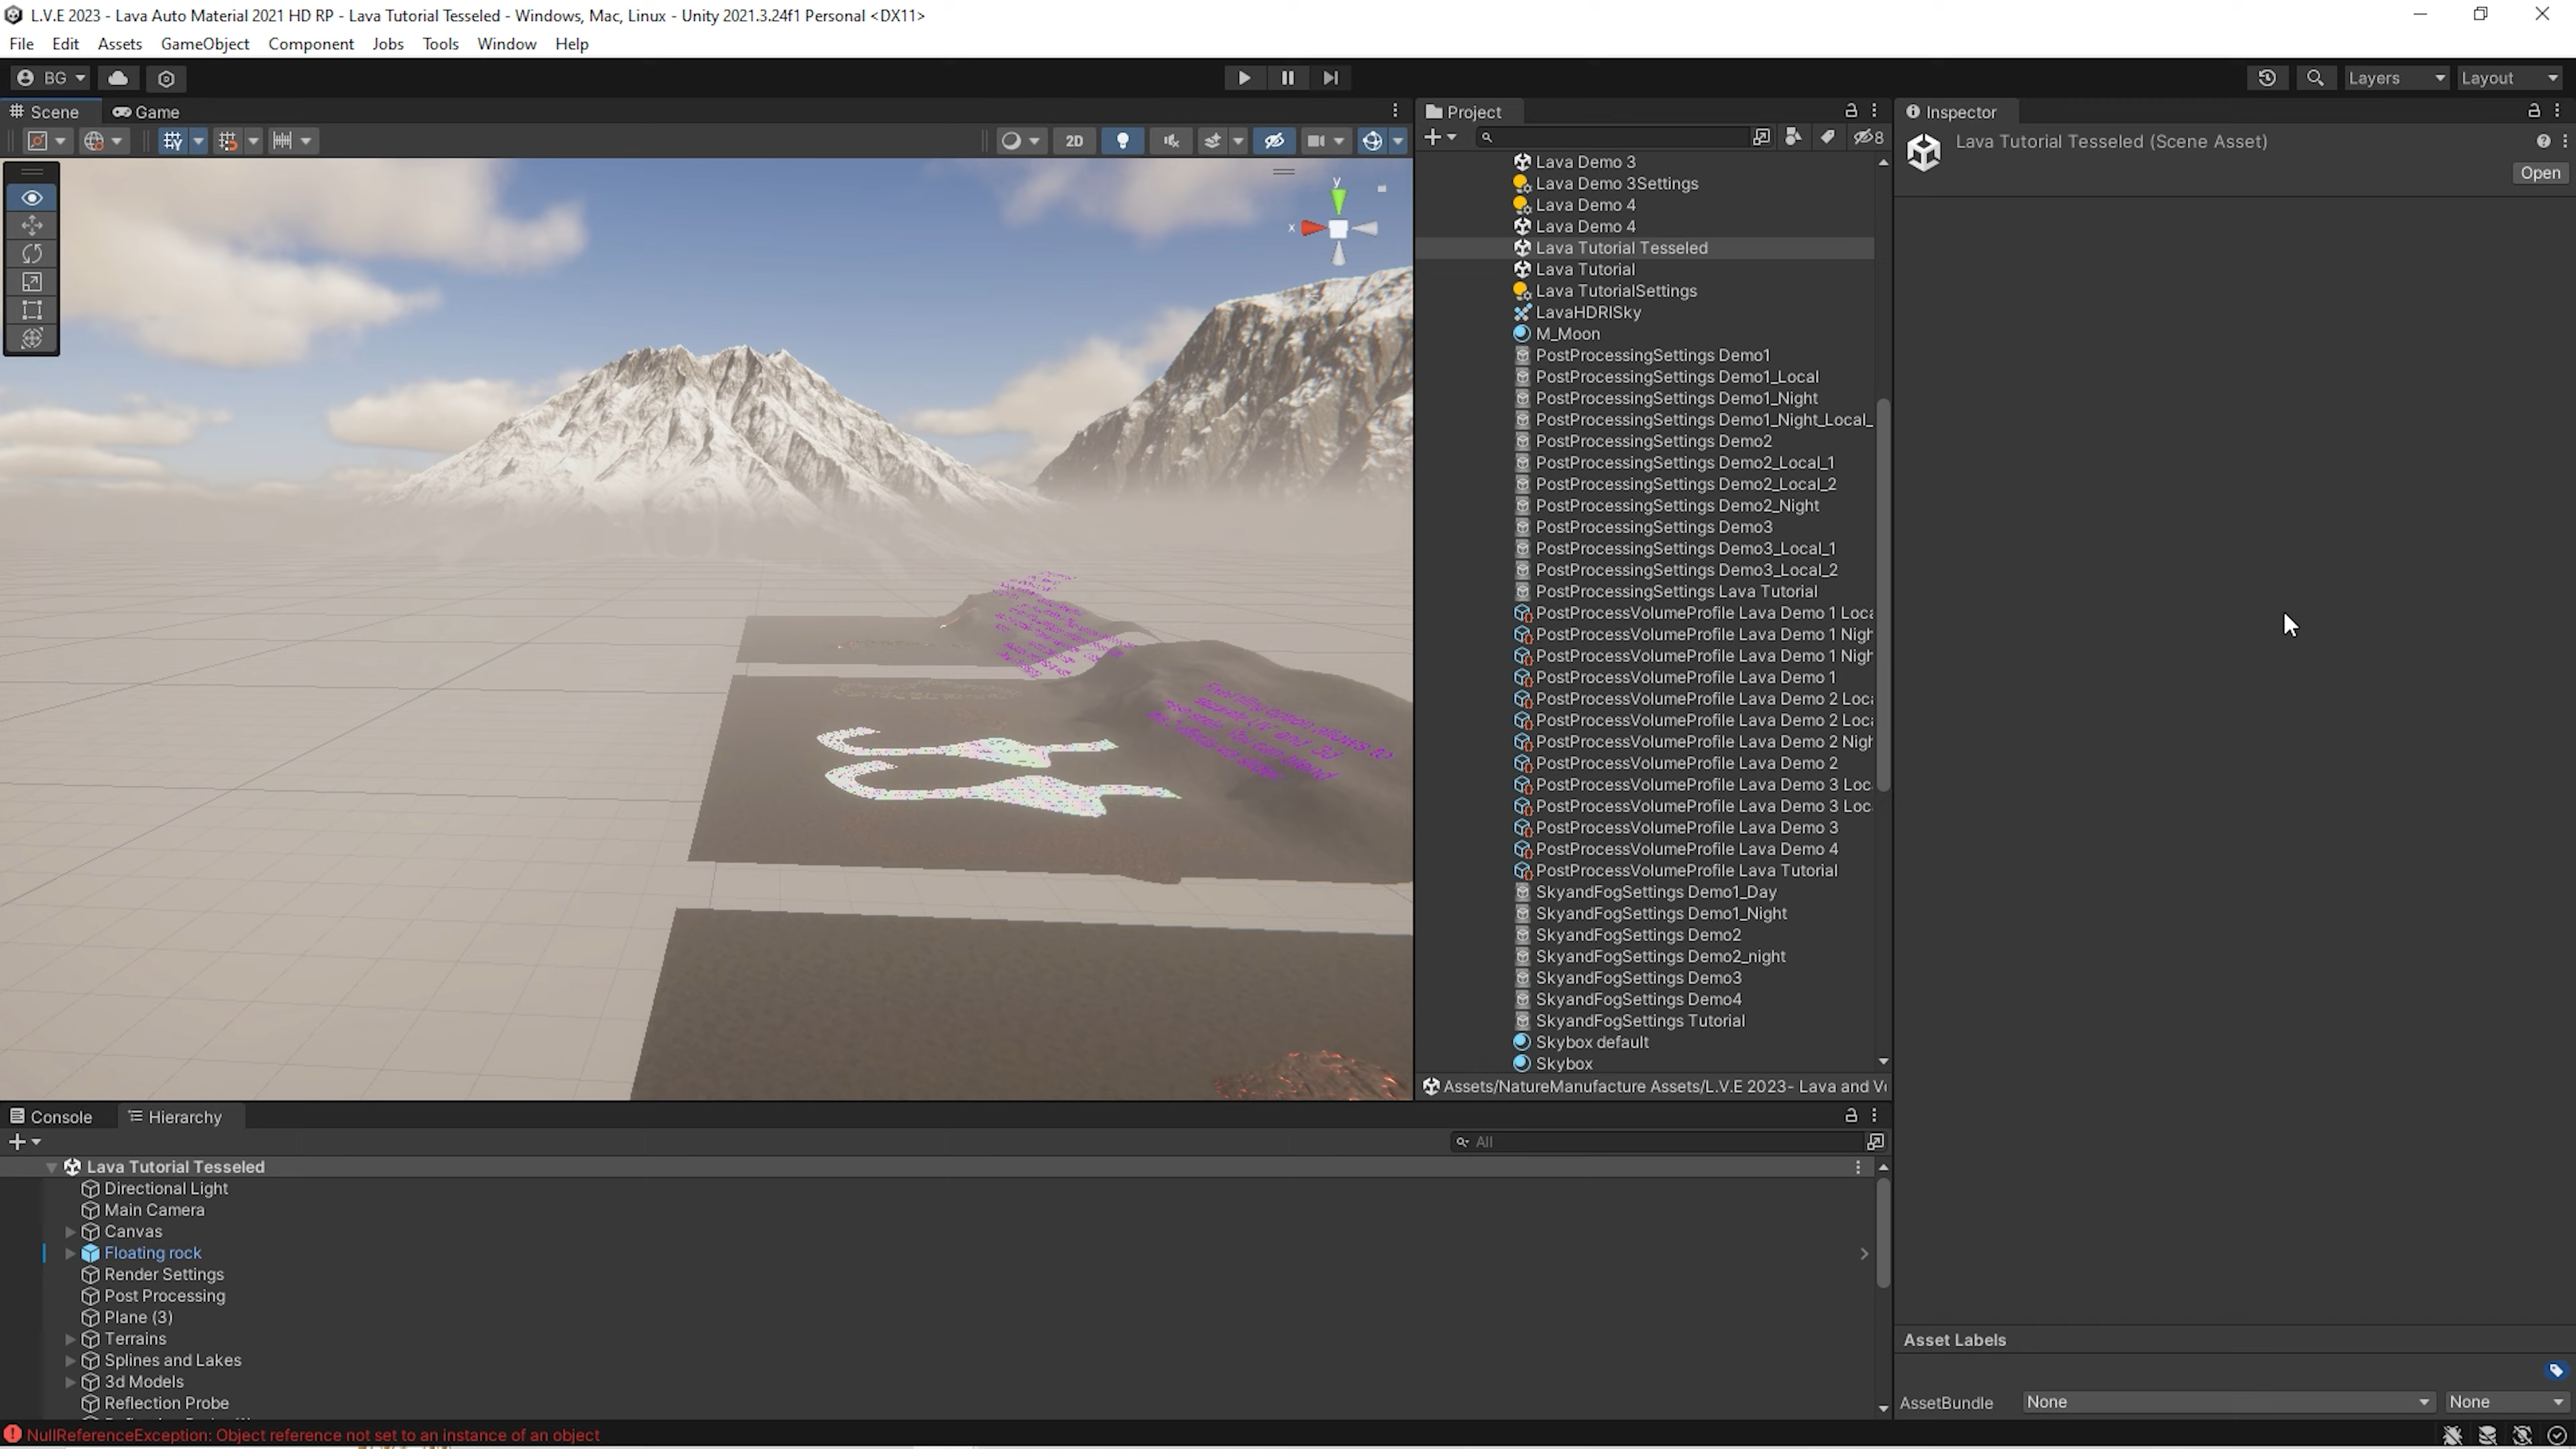 L.V.E 2023 - Lava Auto Material 2021 HD RP - Lava Tutorial Tesseled - Windows, Mac, Linux - Unity 2021.3.24f1 Personal <DX11>
File Edit Assets GameObject Component Jobs Tools Window Help
BG Layers Layout
Scene Game
2D
y
x
Project
8
Lava Demo 3
Lava Demo 3Settings
Lava Demo 4
Lava Demo 4
Lava Tutorial Tesseled
Lava Tutorial
Lava TutorialSettings
LavaHDRISky
M_Moon
PostProcessingSettings Demo1
PostProcessingSettings Demo1_Local
PostProcessingSettings Demo1_Night
PostProcessingSettings Demo1_Night_Local_
PostProcessingSettings Demo2
PostProcessingSettings Demo2_Local_1
PostProcessingSettings Demo2_Local_2
PostProcessingSettings Demo2_Night
PostProcessingSettings Demo3
PostProcessingSettings Demo3_Local_1
PostProcessingSettings Demo3_Local_2
PostProcessingSettings Lava Tutorial
PostProcessVolumeProfile Lava Demo 1 Loca
PostProcessVolumeProfile Lava Demo 1 Nigh
PostProcessVolumeProfile Lava Demo 1 Nigh
PostProcessVolumeProfile Lava Demo 1
PostProcessVolumeProfile Lava Demo 2 Loca
PostProcessVolumeProfile Lava Demo 2 Loca
PostProcessVolumeProfile Lava Demo 2 Nigh
PostProcessVolumeProfile Lava Demo 2
PostProcessVolumeProfile Lava Demo 3 Loc
PostProcessVolumeProfile Lava Demo 3 Loc
PostProcessVolumeProfile Lava Demo 3
PostProcessVolumeProfile Lava Demo 4
PostProcessVolumeProfile Lava Tutorial
SkyandFogSettings Demo1_Day
SkyandFogSettings Demo1_Night
SkyandFogSettings Demo2
SkyandFogSettings Demo2_night
SkyandFogSettings Demo3
SkyandFogSettings Demo4
SkyandFogSettings Tutorial
Skybox default
Skybox
Assets/NatureManufacture Assets/L.V.E 2023- Lava and V
Inspector
Lava Tutorial Tesseled (Scene Asset)
Open
Asset Labels
AssetBundle None None
Console Hierarchy
All
Lava Tutorial Tesseled
Directional Light
Main Camera
Canvas
Floating rock
Render Settings
Post Processing
Plane (3)
Terrains
Splines and Lakes
3d Models
Reflection Probe
NullReferenceException: Object reference not set to an instance of an object